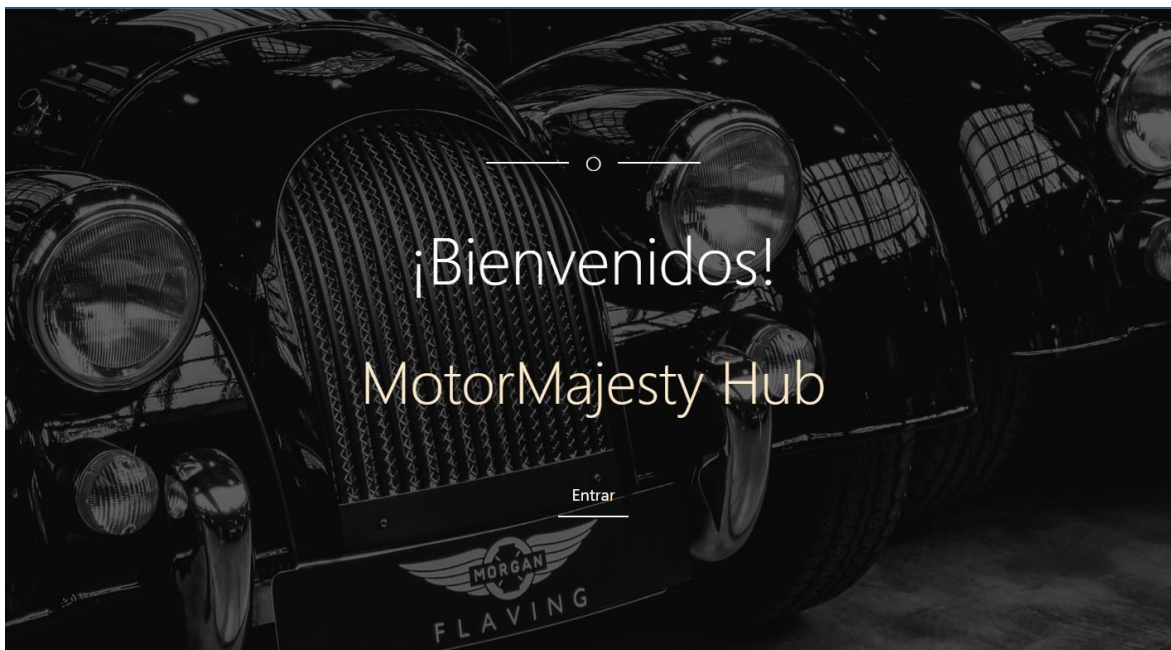 ¡Bienvenidos!
MotorMajesty Hub
Entrar
MORGAN
FLAVING